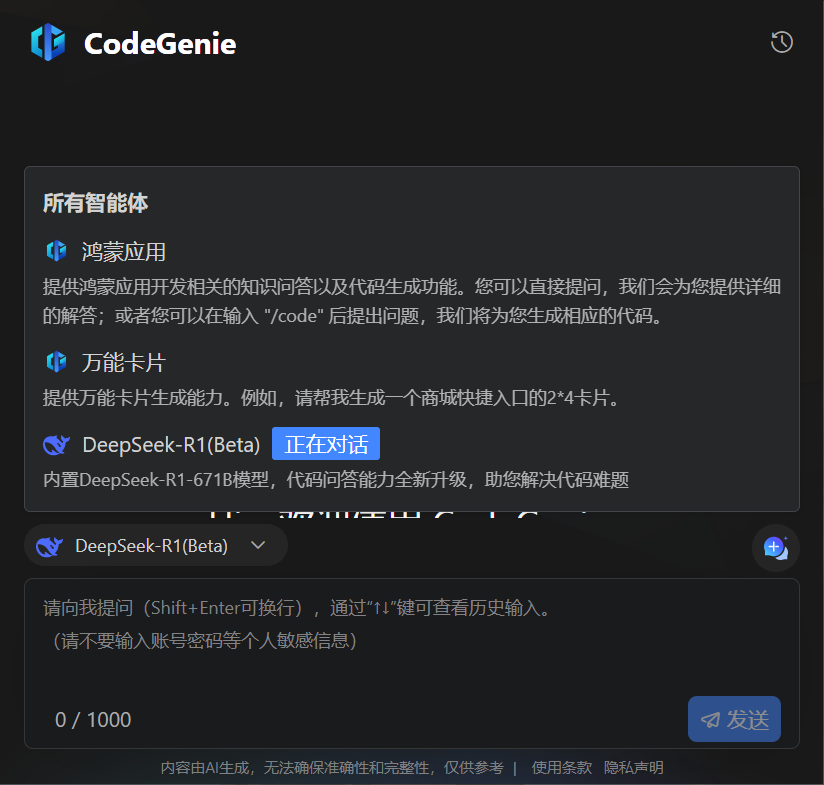 CodeGenie
所有智能体
鸿蒙应用
提供鸿蒙应用开发相关的知识问答以及代码生成功能。您可以直接提问，我们会为您提供详细
的解答；或者您可以在输入 "/code" 后提出问题，我们将为您生成相应的代码。
万能卡片
提供万能卡片生成能力。例如，请帮我生成一个商城快捷入口的2*4卡片。
DeepSeek-R1(Beta) 正在对话
内置DeepSeek-R1-671B模型，代码问答能力全新升级，助您解决代码难题
DeepSeek-R1(Beta)
请向我提问（Shift+Enter可换行），通过“↑↓”键可查看历史输入。
（请不要输入账号密码等个人敏感信息）
0 / 1000
发送
内容由AI生成，无法确保准确性和完整性，仅供参考 | 使用条款 隐私声明